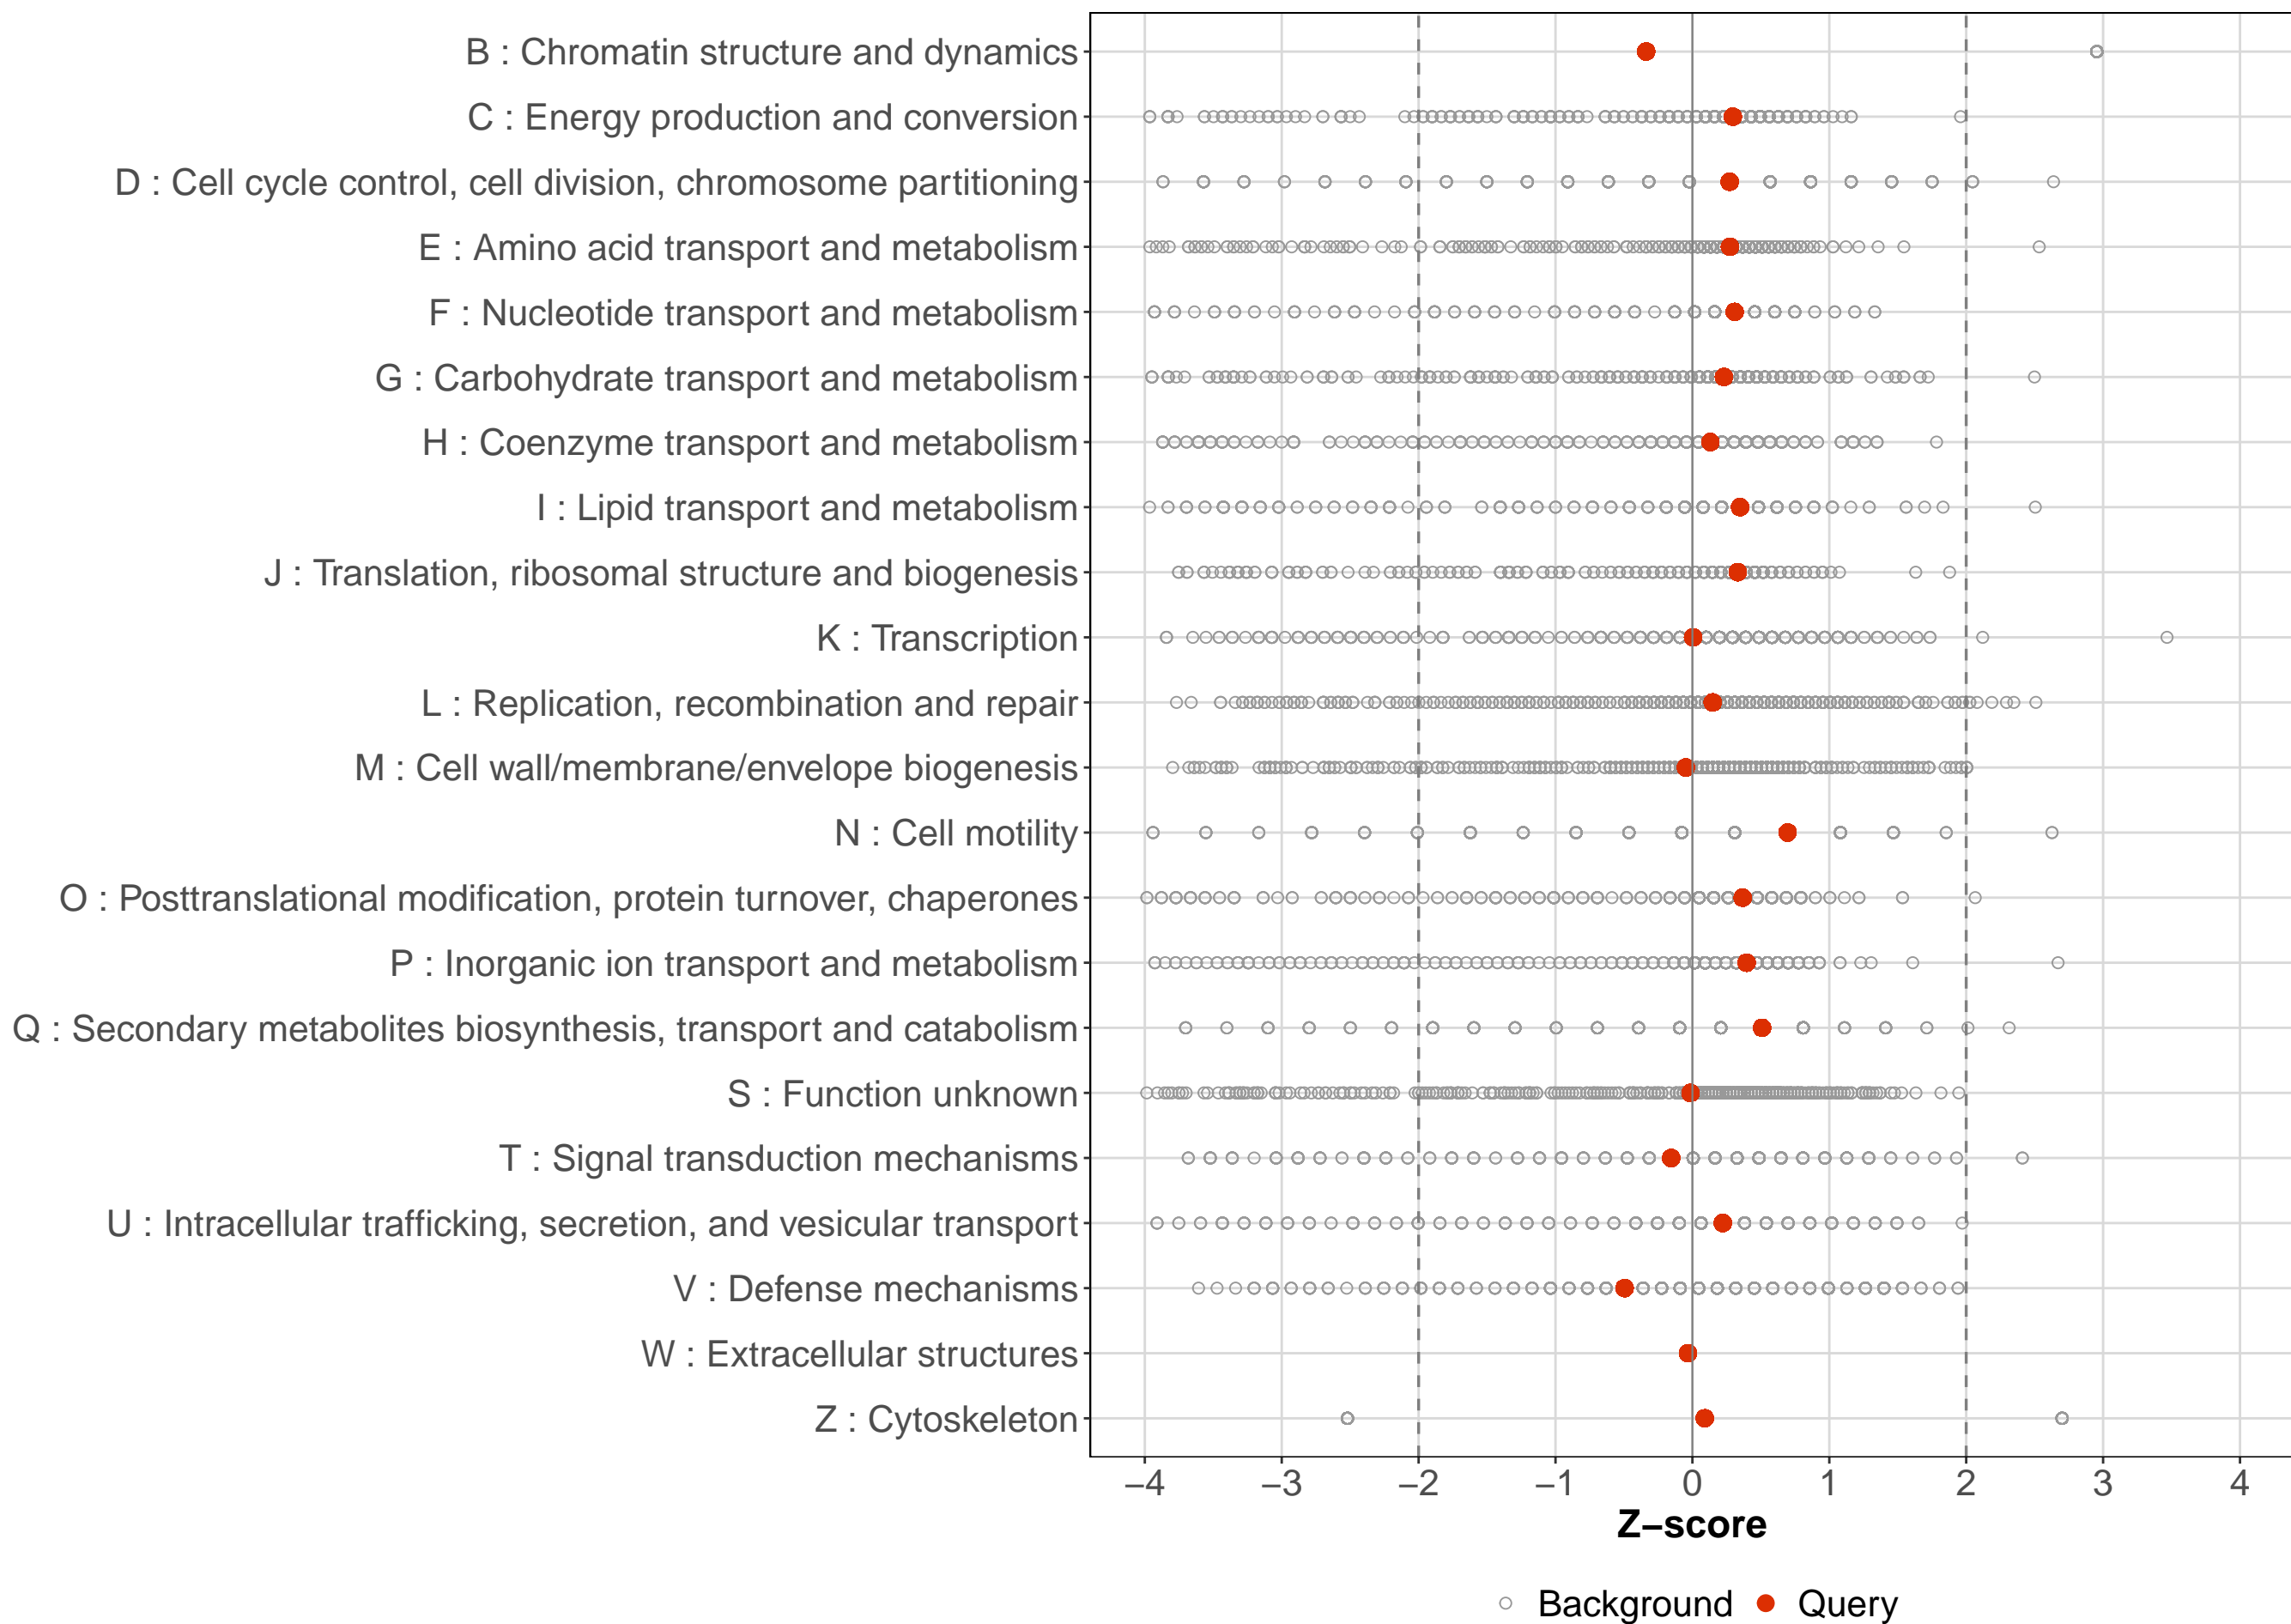 B : Chromatin structure and dynamics
C : Energy production and conversion
D : Cell cycle control, cell division, chromosome partitioning
E : Amino acid transport and metabolism
F : Nucleotide transport and metabolism
G : Carbohydrate transport and metabolism
H : Coenzyme transport and metabolism
I : Lipid transport and metabolism
J : Translation, ribosomal structure and biogenesis
K : Transcription
L : Replication, recombination and repair
M : Cell wall/membrane/envelope biogenesis
N : Cell motility
O : Posttranslational modification, protein turnover, chaperones
P : Inorganic ion transport and metabolism
Q : Secondary metabolites biosynthesis, transport and catabolism
S : Function unknown
T : Signal transduction mechanisms
U : Intracellular trafficking, secretion, and vesicular transport
V : Defense mechanisms
W : Extracellular structures
Z : Cytoskeleton
−4 −3 −2 −1 0 1 2 3 4
Z−score
Background Query